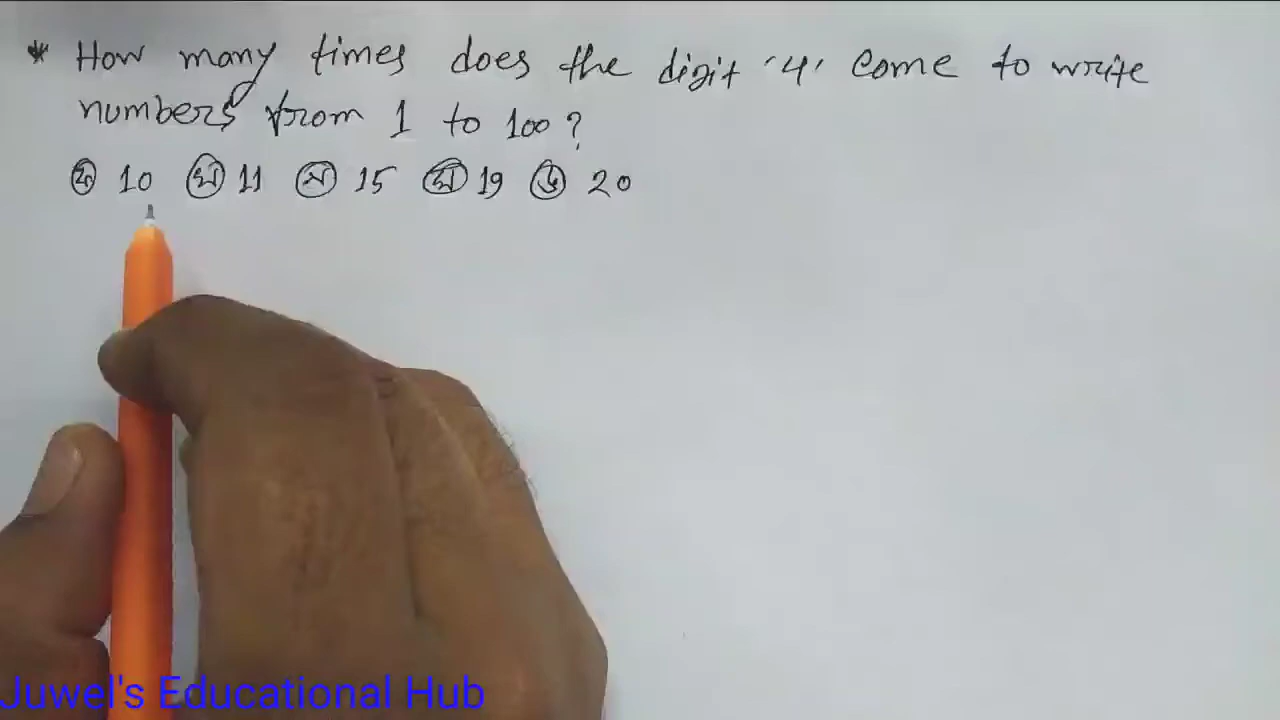 * How many times does the digit '4' come to write
numbers from 1 to 100?
ক 10 খ 11 গ 15 ঘ 19 ঙ 20
Juwel's Educational Hub